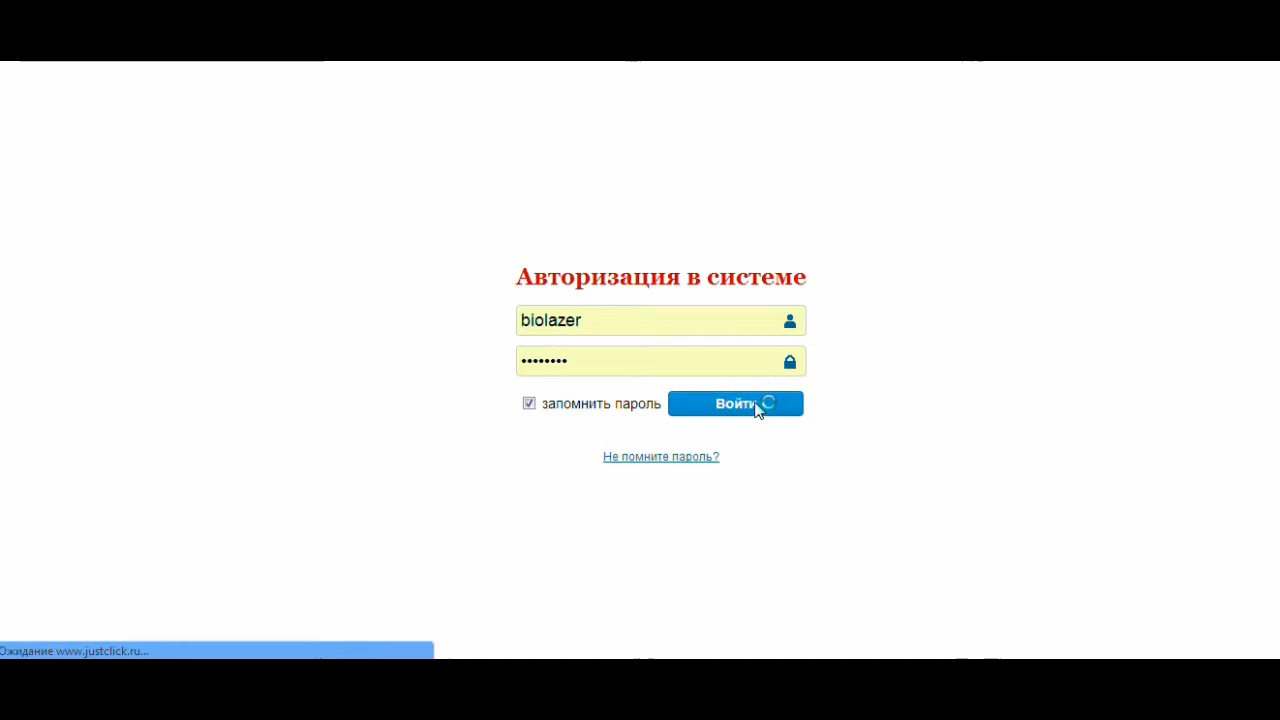 Авторизация в системе
biolazer
••••••••
запомнить пароль Войти
Не помните пароль?
Ожидание www.justclick.ru...